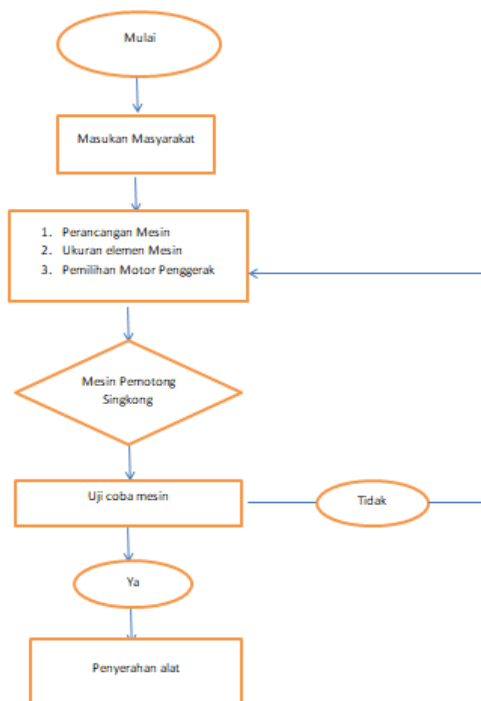 Mulai
Masukan Masyarakat
1. Perancangan Mesin
2. Ukuran elemen Mesin
3. Pemilihan Motor Penggerak
Mesin Pemotong
Singkong
Uji coba mesin
Tidak
Ya
Penyerahan alat